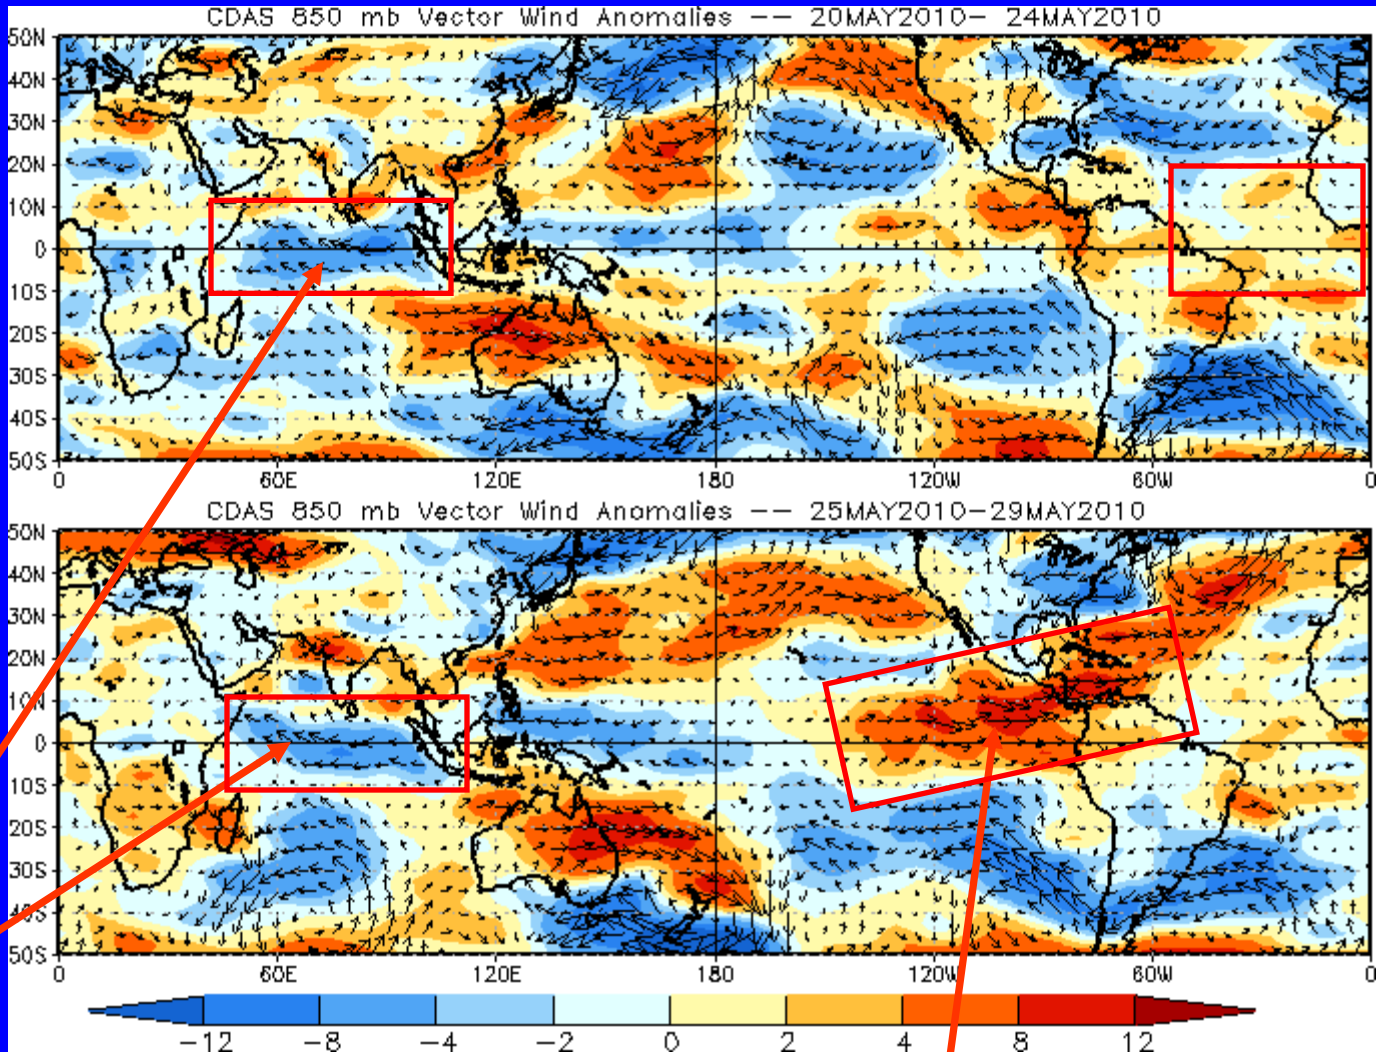 CDAS 850 mb Vector Wind Anomalies -- 20MAY2010- 24MAY2010
50N
40N
30N
20N
10N
0
10S
20S
30S
40S
50S
0 60E 120E 180 120W 60W 0
CDAS 850 mb Vector Wind Anomalies -- 25MAY2010-29MAY2010
50N
40N
30N
20N
10N
0
10S
20S
30S
40S
50S
0 60E 120E 180 120W 60W 0
-12 -8 -4 -2 0 2 4 8 12